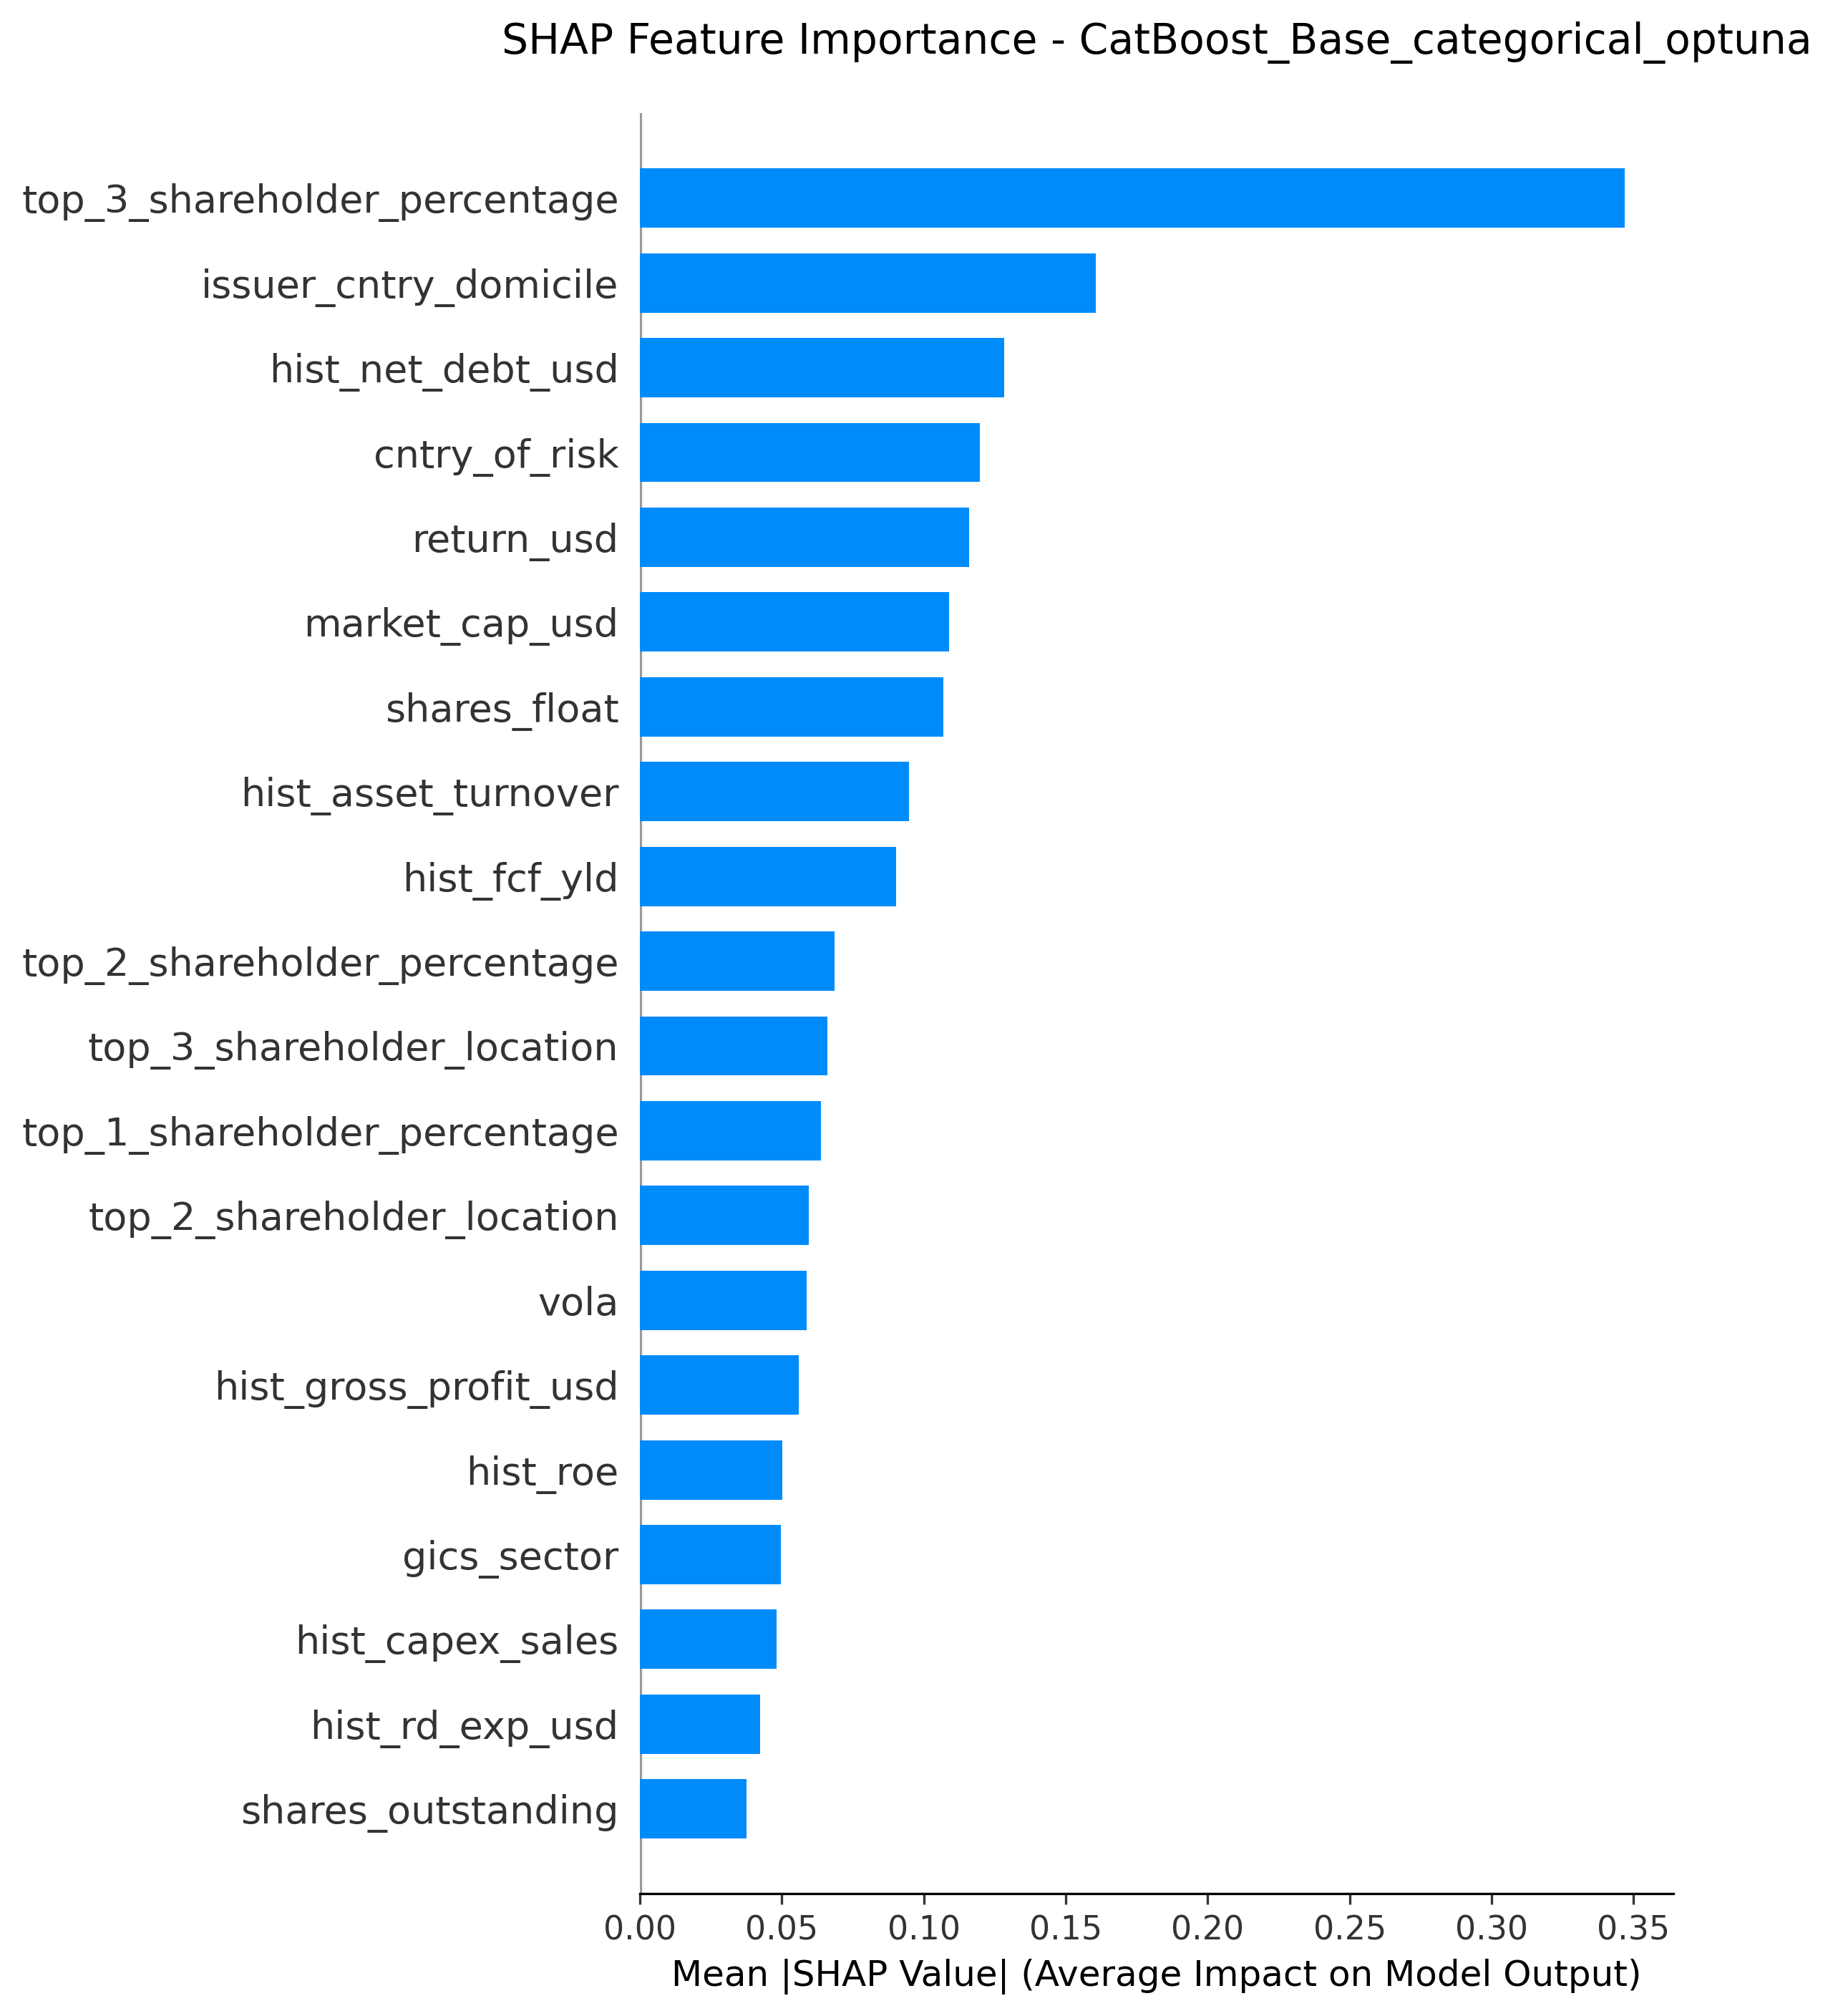 SHAP Feature Importance - CatBoost_Base_categorical_optuna
top_3_shareholder_percentage
issuer_cntry_domicile
hist_net_debt_usd
cntry_of_risk
return_usd
market_cap_usd
shares_float
hist_asset_turnover
hist_fcf_yld
top_2_shareholder_percentage
top_3_shareholder_location
top_1_shareholder_percentage
top_2_shareholder_location
vola
hist_gross_profit_usd
hist_roe
gics_sector
hist_capex_sales
hist_rd_exp_usd
shares_outstanding
0.00 0.05 0.10 0.15 0.20 0.25 0.30 0.35
Mean |SHAP Value| (Average Impact on Model Output)